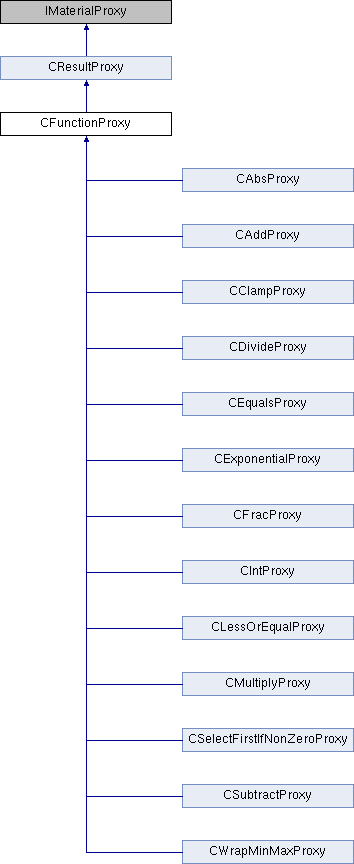 IMaterialProxy
CResultProxy
CFunctionProxy
CAbsProxy
CAddProxy
CClampProxy
CDivideProxy
CEqualsProxy
CExponentialProxy
CFracProxy
CIntProxy
CLessOrEqualProxy
CMultiplyProxy
CSelectFirstIfNonZeroProxy
CSubtractProxy
CWrapMinMaxProxy